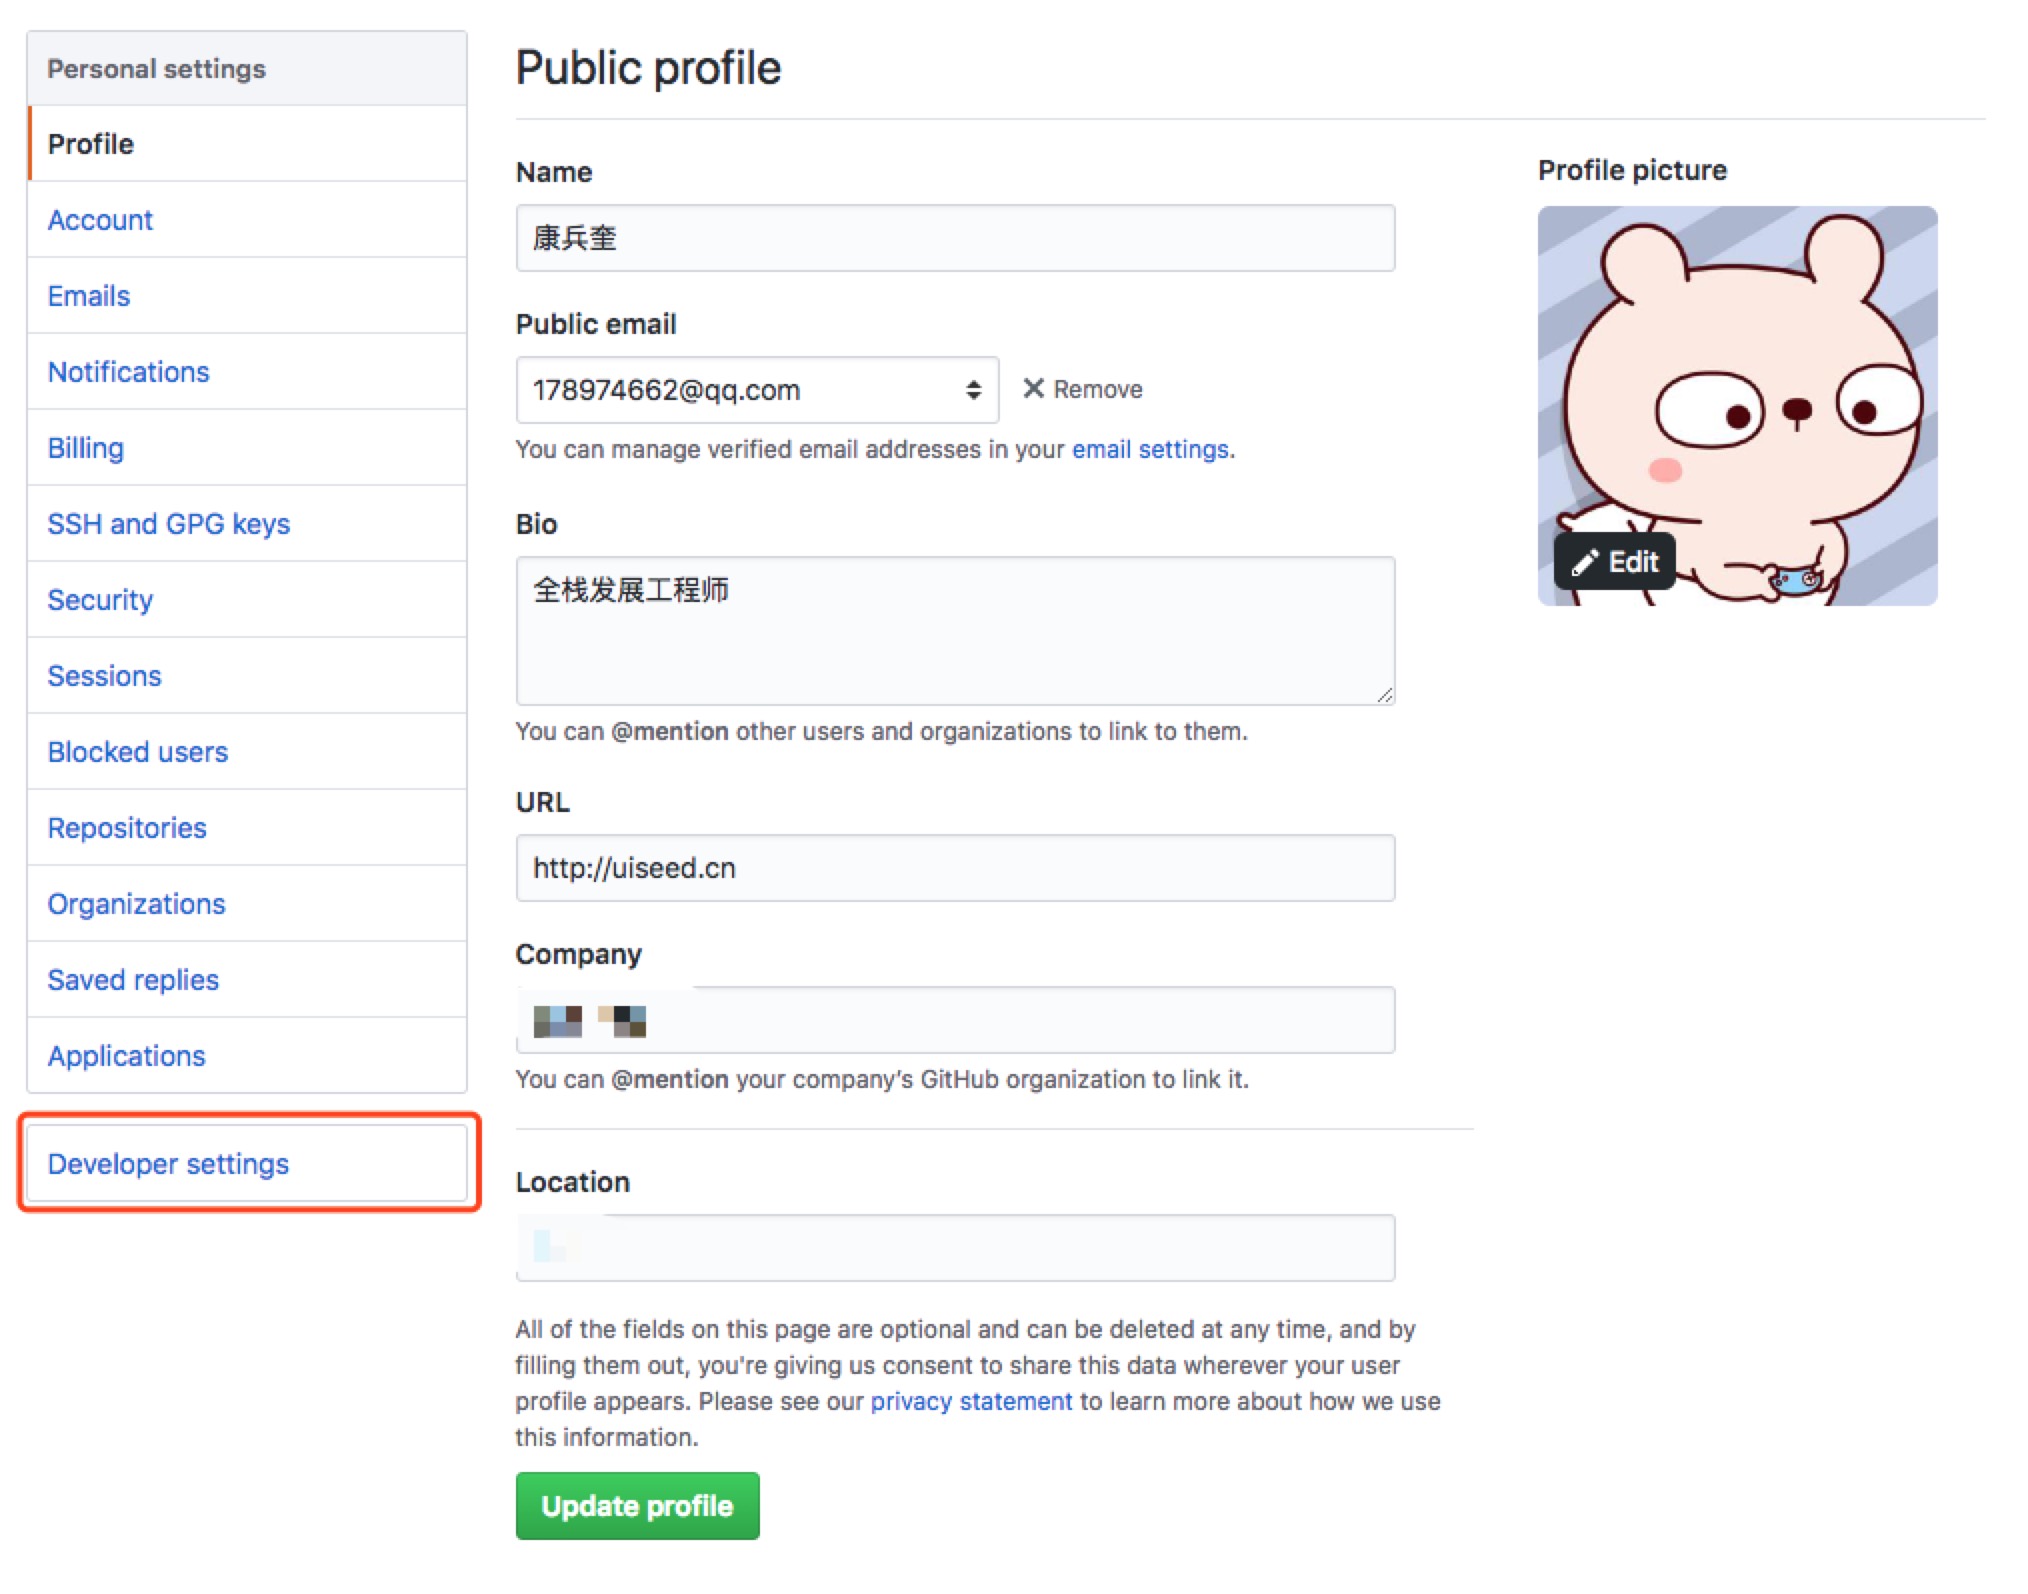 Personal settings
Profile
Account
Emails
Notifications
Billing
SSH and GPG keys
Security
Sessions
Blocked users
Repositories
Organizations
Saved replies
Applications
Developer settings
Public profile
Name
康兵奎
Public email
178974662@qq.com
Remove
You can manage verified email addresses in your email settings.
Bio
全栈发展工程师
You can @mention other users and organizations to link to them.
URL
http://uiseed.cn
Company
You can @mention your company’s GitHub organization to link it.
Location
All of the fields on this page are optional and can be deleted at any time, and by
filling them out, you're giving us consent to share this data wherever your user
profile appears. Please see our privacy statement to learn more about how we use
this information.
Update profile
Profile picture
Edit